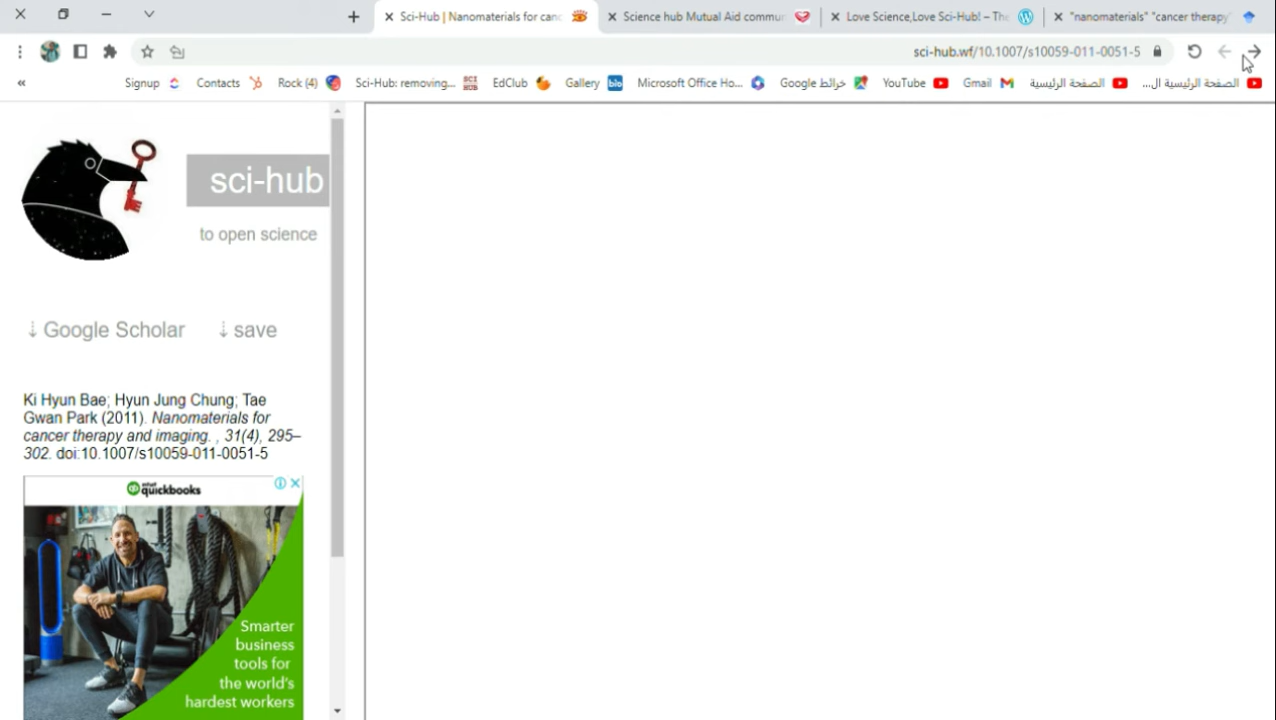 Sci-Hub | Nanomaterials for canc
Science hub Mutual Aid commu
Love Science,Love Sci-Hub! – The
"nanomaterials" "cancer therapy"
sci-hub.wf/10.1007/s10059-011-0051-5
Signup
Contacts
Rock (4)
Sci-Hub: removing...
EdClub
Gallery
Microsoft Office Ho...
خرائط Google
YouTube
Gmail
الصفحة الرئيسية
الصفحة الرئيسية ال...
sci-hub
to open science
⇣ Google Scholar
⇣ save
Ki Hyun Bae; Hyun Jung Chung; Tae
Gwan Park (2011). Nanomaterials for
cancer therapy and imaging. , 31(4), 295–
302. doi:10.1007/s10059-011-0051-5
intuit
quickbooks
Smarter
business
tools for
the world's
hardest workers